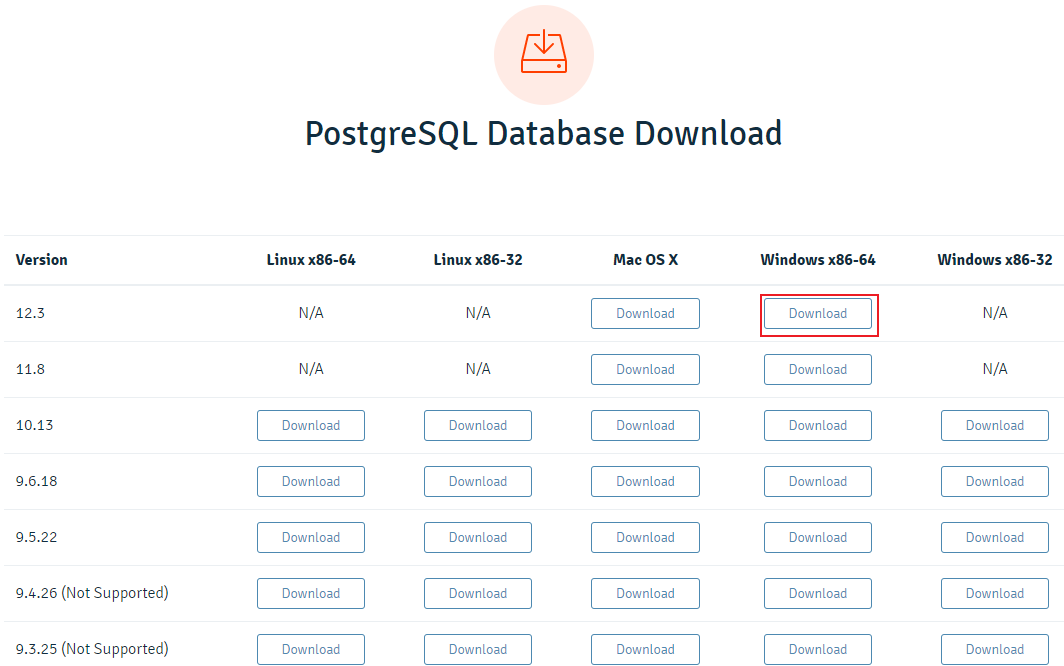 PostgreSQL Database Download
Version Linux x86-64 Linux x86-32 Mac OS X Windows x86-64 Windows x86-32
12.3 N/A N/A Download Download N/A
11.8 N/A N/A Download Download N/A
10.13 Download Download Download Download Download
9.6.18 Download Download Download Download Download
9.5.22 Download Download Download Download Download
9.4.26 (Not Supported) Download Download Download Download Download
9.3.25 (Not Supported) Download Download Download Download Download